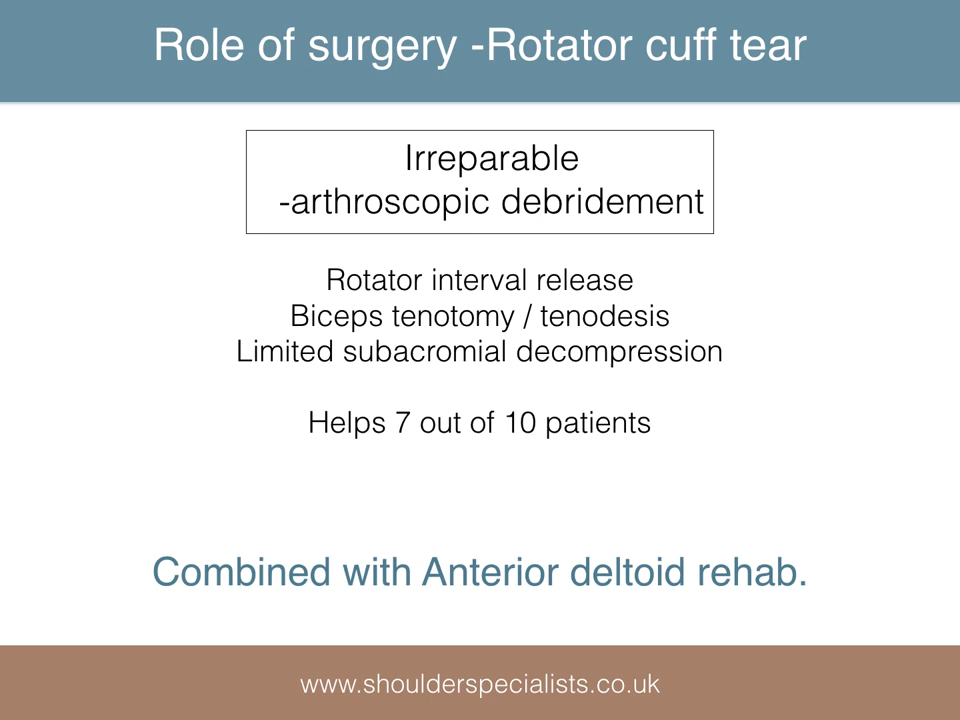 Role of surgery -Rotator cuff tear
Irreparable
-arthroscopic debridement
Rotator interval release
Biceps tenotomy / tenodesis
Limited subacromial decompression
Helps 7 out of 10 patients
Combined with Anterior deltoid rehab.
www.shoulderspecialists.co.uk